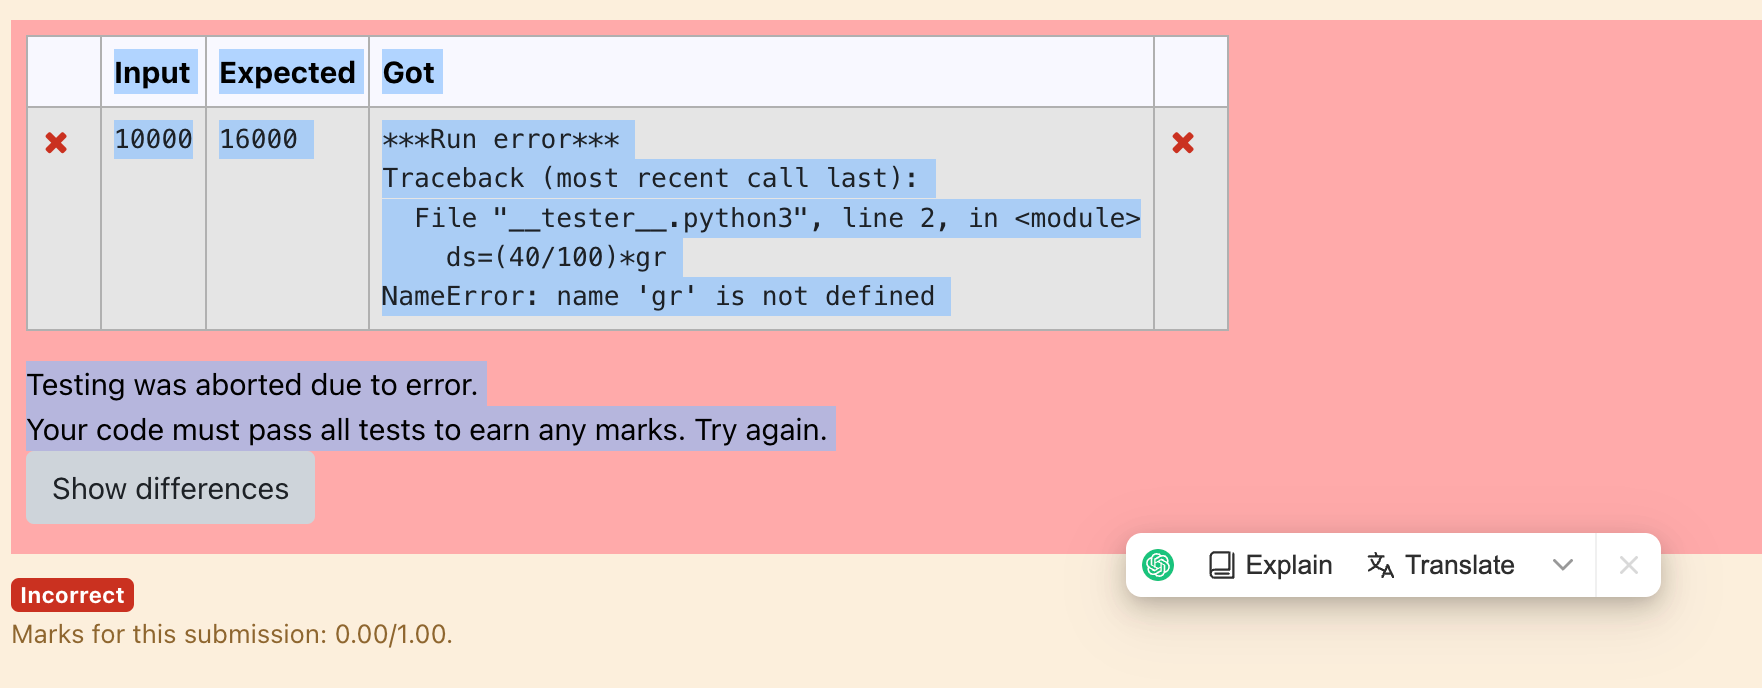 Input Expected Got
10000 16000 ***Run error***
Traceback (most recent call last):
  File "__tester__.python3", line 2, in <module>
    ds=(40/100)*gr
NameError: name 'gr' is not defined
Testing was aborted due to error.
Your code must pass all tests to earn any marks. Try again.
Show differences
Explain Translate
Incorrect
Marks for this submission: 0.00/1.00.